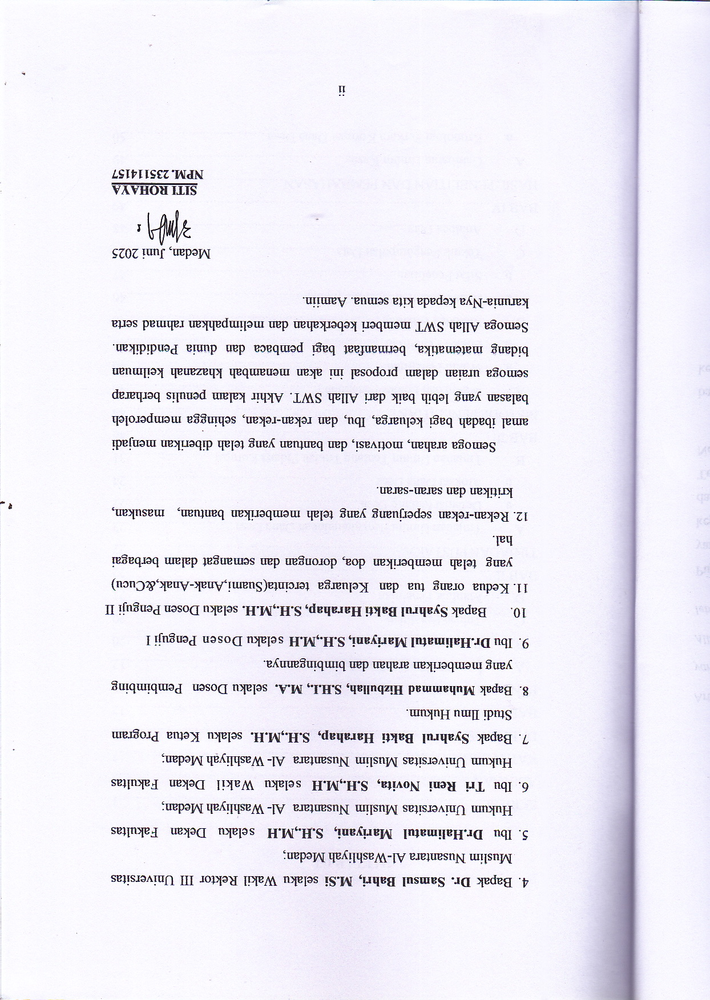 4. Bapak Dr. Samsul Bahri, M.Si selaku Wakil Rektor III Universitas
Muslim Nusantara Al-Washliyah Medan;
5. Ibu Dr.Halimatul Mariyani, S.H.,M.H selaku Dekan Fakultas
Hukum Universitas Muslim Nusantara Al- Washliyah Medan;
6. Ibu Tri Reni Novita, S.H.,M.H selaku Wakil Dekan Fakultas
Hukum Universitas Muslim Nusantara Al- Washliyah Medan;
7. Bapak Syahrul Bakti Harahap, S.H.,M.H. selaku Ketua Program
Studi Ilmu Hukum.
8. Bapak Muhammad Hizbullah, S.H.I., M.A. selaku Dosen Pembimbing
yang memberikan arahan dan bimbingannya.
9. Ibu Dr.Halimatul Mariyani, S.H.,M.H selaku Dosen Penguji I
10. Bapak Syahrul Bakti Harahap, S.H.,M.H. selaku Dosen Penguji II
11. Kedua orang tua dan Keluarga tercinta(Suami,Anak-Anak,&Cucu)
yang telah memberikan doa, dorongan dan semangat dalam berbagai
hal.
12. Rekan-rekan seperjuang yang telah memberikan bantuan, masukan,
kritikan dan saran-saran.
Semoga arahan, motivasi, dan bantuan yang telah diberikan menjadi
amal ibadah bagi keluarga, Ibu, dan rekan-rekan, sehingga memperoleh
balasan yang lebih baik dari Allah SWT. Akhir kalam penulis berharap
semoga uraian dalam proposal ini akan menambah khazanah keilmuan
bidang matematika, bermanfaat bagi pembaca dan dunia Pendidikan.
Semoga Allah SWT memberi keberkahan dan melimpahkan rahmad serta
karunia-Nya kepada kita semua. Aamiin.
Medan, Juni 2025
SITI ROHAYA
NPM. 235114157
ii